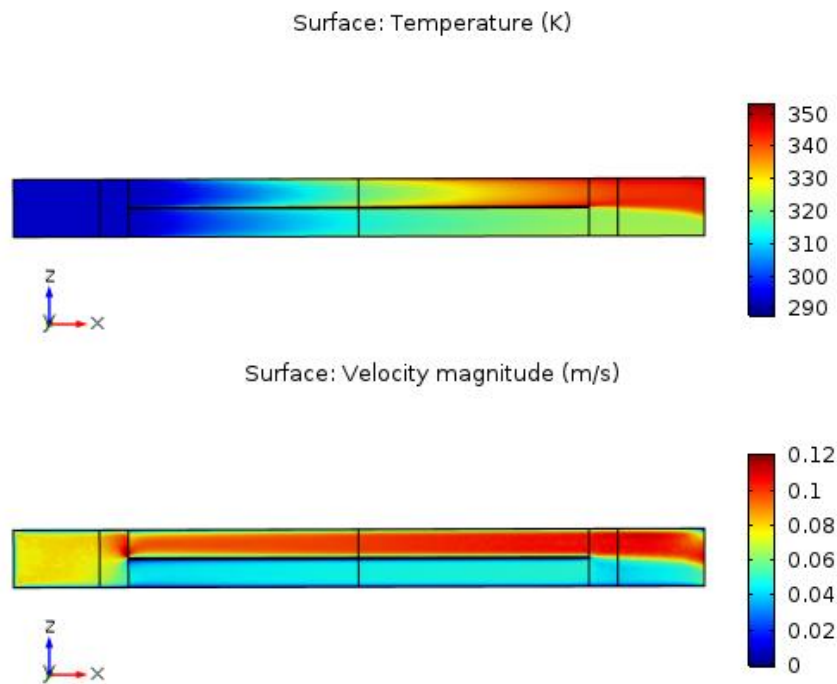 Surface: Temperature (K)
350
340
330
320
310
300
290
z
y
x
Surface: Velocity magnitude (m/s)
0.12
0.1
0.08
0.06
0.04
0.02
0
z
y
x